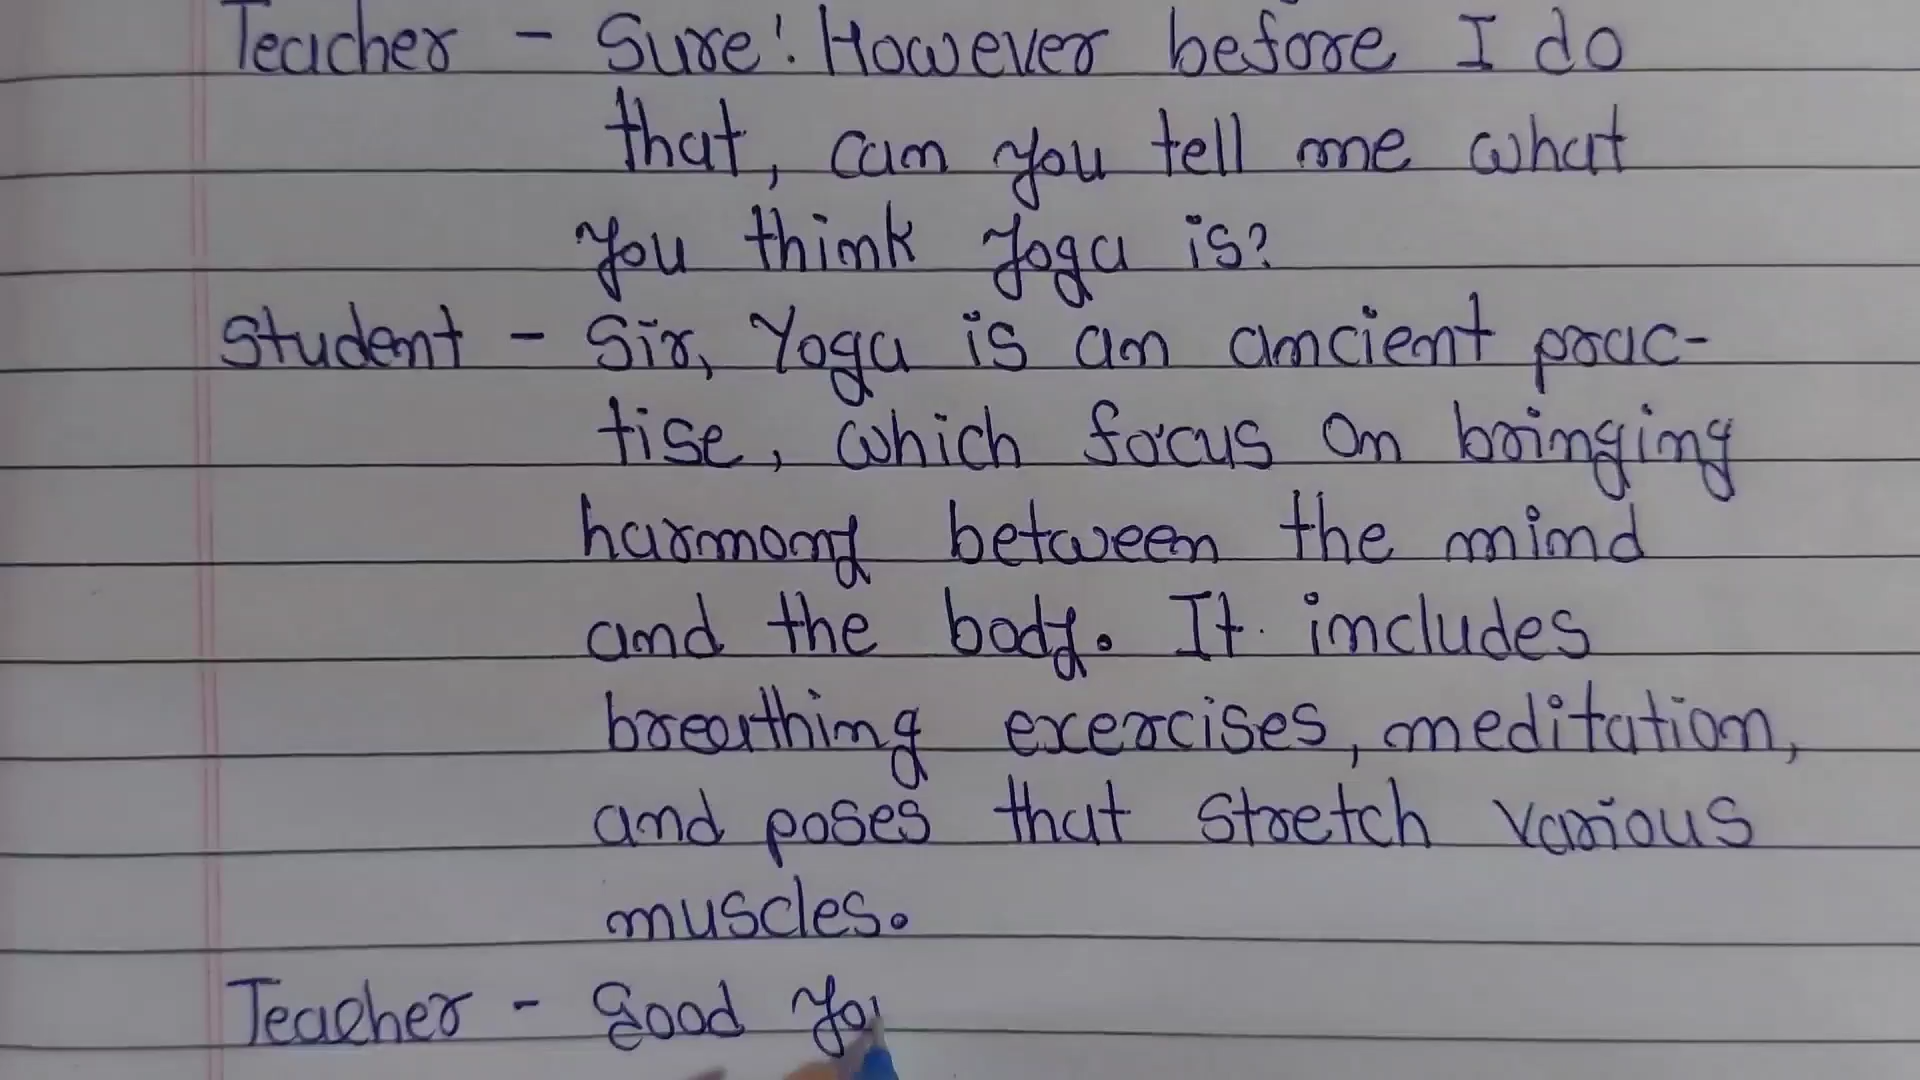 Teacher - Sure! However before I do
that, can you tell me what
you think yoga is?
Student - Sir, Yoga is an ancient prac-
tise, which focus on bringing
harmony between the mind
and the body. It includes
breathing exercises, meditation,
and poses that stretch various
muscles.
Teacher - Good